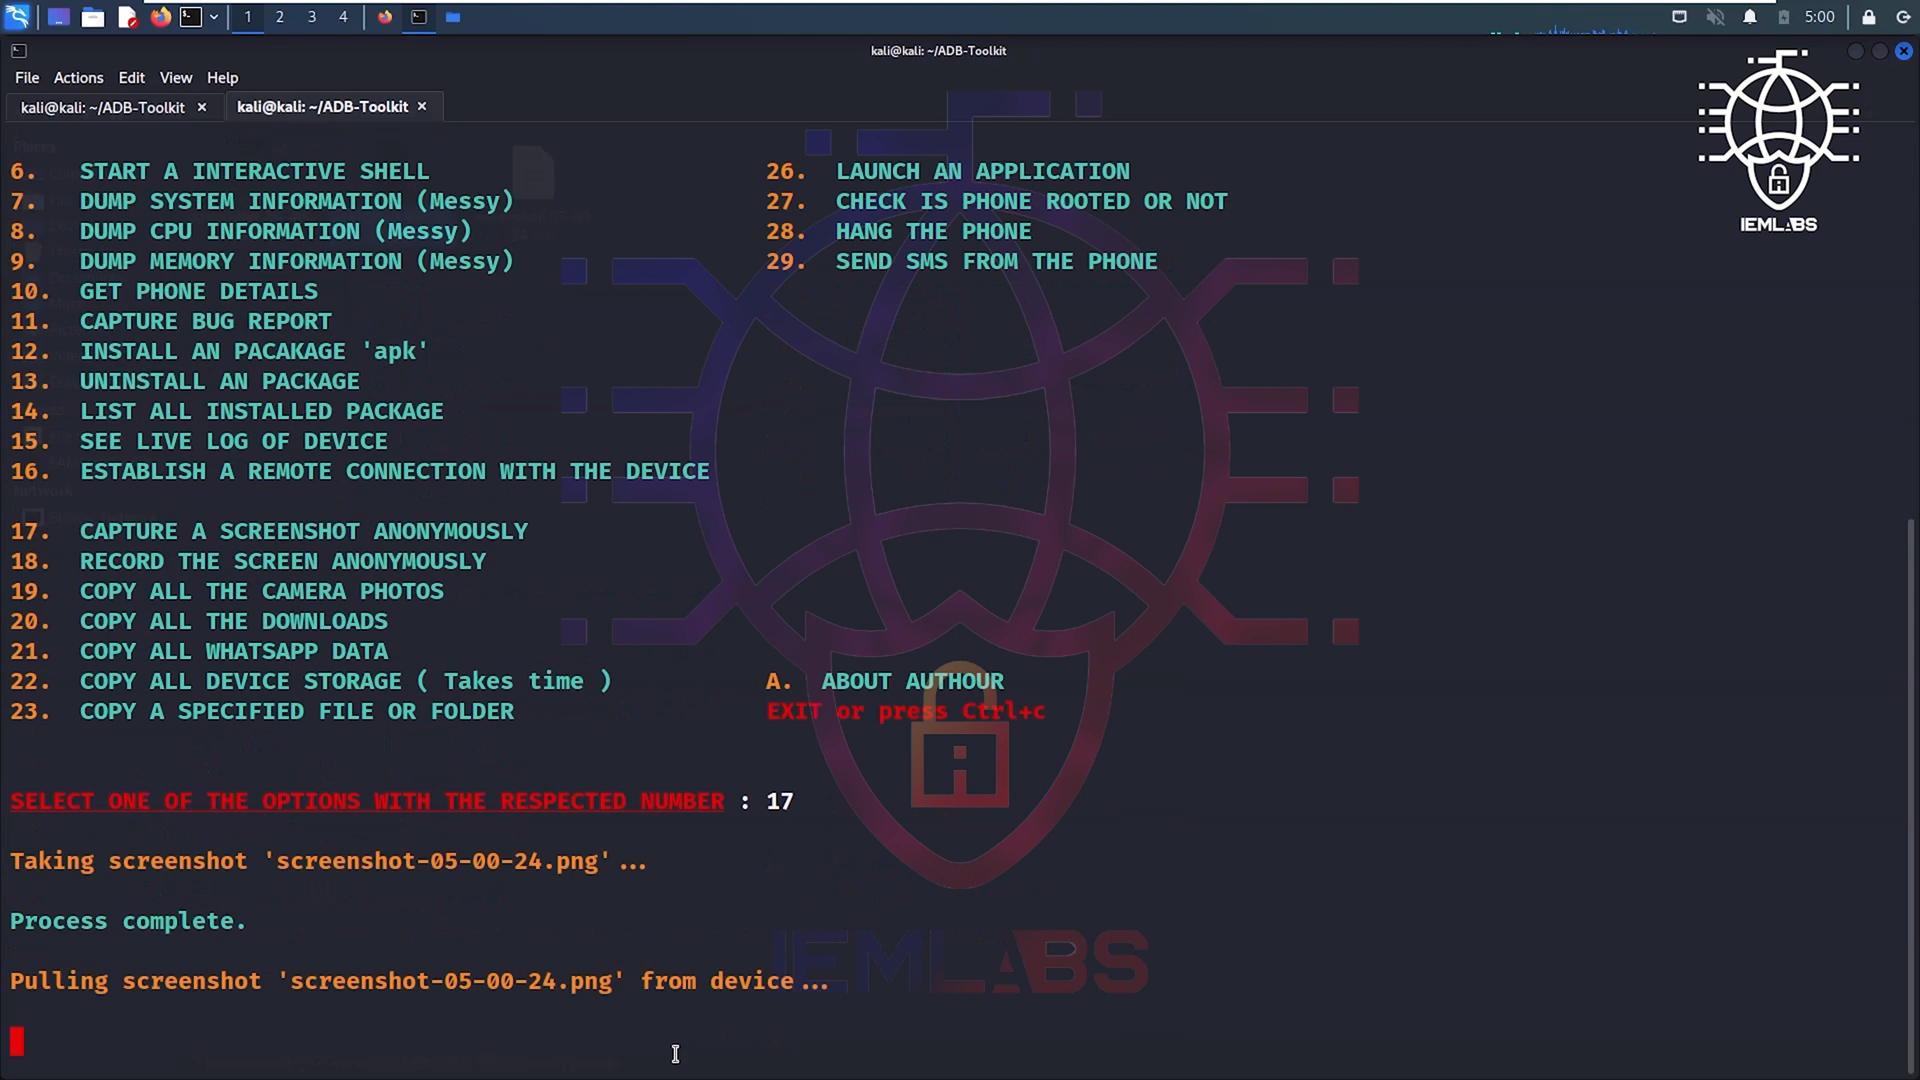 1 2 3 4 5:00
kali@kali: ~/ADB-Toolkit
File Actions Edit View Help
kali@kali: ~/ADB-Toolkit × kali@kali: ~/ADB-Toolkit ×
IEMLABS
6. START A INTERACTIVE SHELL 26. LAUNCH AN APPLICATION
7. DUMP SYSTEM INFORMATION (Messy) 27. CHECK IS PHONE ROOTED OR NOT
8. DUMP CPU INFORMATION (Messy) 28. HANG THE PHONE
9. DUMP MEMORY INFORMATION (Messy) 29. SEND SMS FROM THE PHONE
10. GET PHONE DETAILS
11. CAPTURE BUG REPORT
12. INSTALL AN PACAKAGE 'apk'
13. UNINSTALL AN PACKAGE
14. LIST ALL INSTALLED PACKAGE
15. SEE LIVE LOG OF DEVICE
16. ESTABLISH A REMOTE CONNECTION WITH THE DEVICE
17. CAPTURE A SCREENSHOT ANONYMOUSLY
18. RECORD THE SCREEN ANONYMOUSLY
19. COPY ALL THE CAMERA PHOTOS
20. COPY ALL THE DOWNLOADS
21. COPY ALL WHATSAPP DATA
22. COPY ALL DEVICE STORAGE ( Takes time ) A. ABOUT AUTHOUR
23. COPY A SPECIFIED FILE OR FOLDER EXIT or press Ctrl+c
SELECT ONE OF THE OPTIONS WITH THE RESPECTED NUMBER : 17
Taking screenshot 'screenshot-05-00-24.png'...
Process complete.
IEMLABS
Pulling screenshot 'screenshot-05-00-24.png' from device...